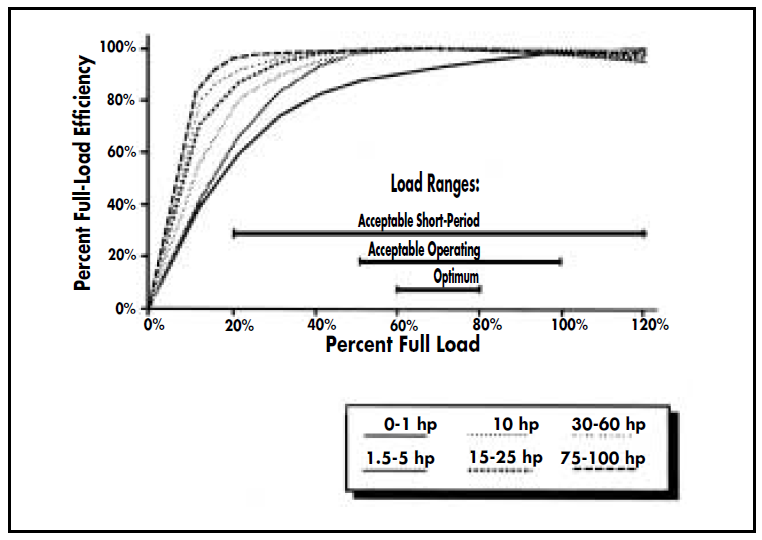 100%
80%
60%
40%
20%
0%
Percent Full-Load Efficiency
Load Ranges:
Acceptable Short-Period
Acceptable Operating
Optimum
0% 20% 40% 60% 80% 100% 120%
Percent Full Load
0-1 hp 10 hp 30-60 hp
1.5-5 hp 15-25 hp 75-100 hp